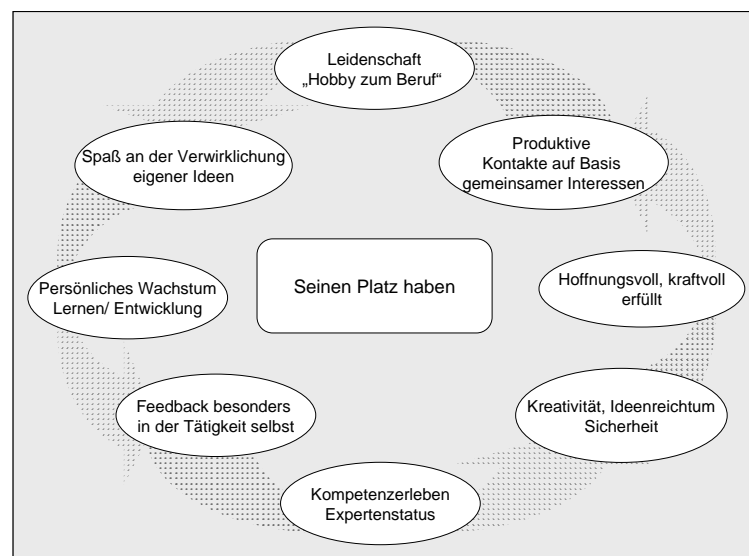 Leidenschaft
„Hobby zum Beruf“
Produktive
Kontakte auf Basis
gemeinsamer Interessen
Hoffnungsvoll, kraftvoll
erfüllt
Kreativität, Ideenreichtum
Sicherheit
Kompetenzerleben
Expertenstatus
Feedback besonders
in der Tätigkeit selbst
Persönliches Wachstum
Lernen/ Entwicklung
Spaß an der Verwirklichung
eigener Ideen
Seinen Platz haben